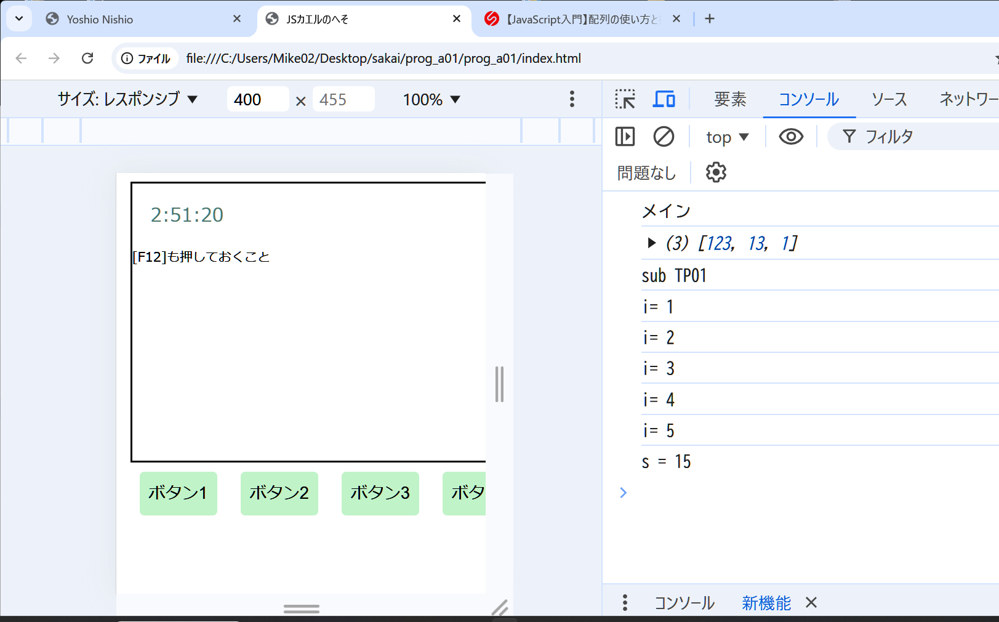 Yoshio Nishio
JSカエルのへそ
【JavaScript入門】配列の使い方と
ファイル
file:///C:/Users/Mike02/Desktop/sakai/prog_a01/prog_a01/index.html
サイズ: レスポンシブ ▼ 400 × 455 100% ▼
要素 コンソール ソース ネットワー
top ▼ フィルタ
問題なし
2:51:20
[F12]も押しておくこと
ボタン1 ボタン2 ボタン3 ボタ
メイン
▶ (3) [123, 13, 1]
sub TP01
i= 1
i= 2
i= 3
i= 4
i= 5
s = 15
コンソール 新機能